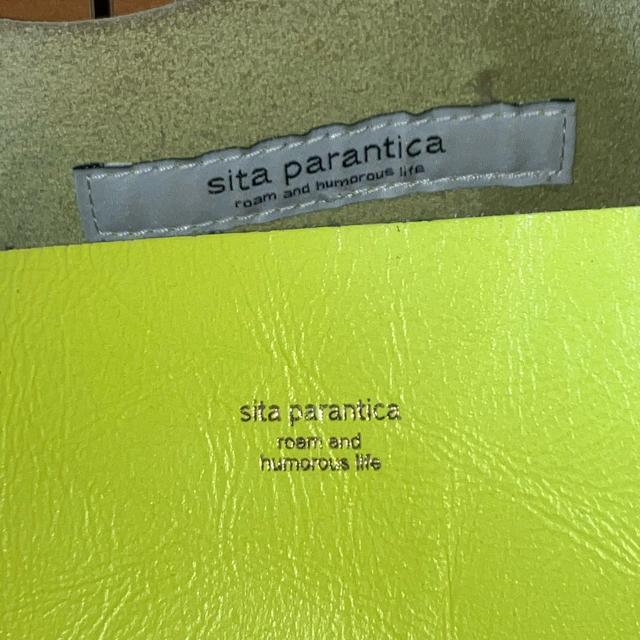 sita parantica
roam and humorous life
sita parantica
roam and
humorous life